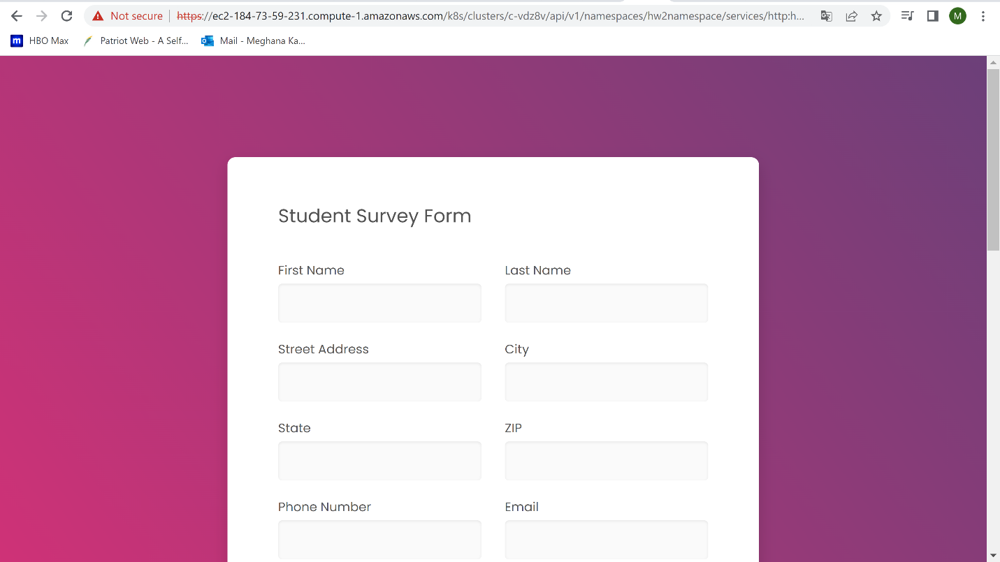 Not secure https://ec2-184-73-59-231.compute-1.amazonaws.com/k8s/clusters/c-vdz8v/api/v1/namespaces/hw2namespace/services/http:h... M
m HBO Max Patriot Web - A Self... Mail - Meghana Ka...
Student Survey Form
First Name Last Name
Street Address City
State ZIP
Phone Number Email